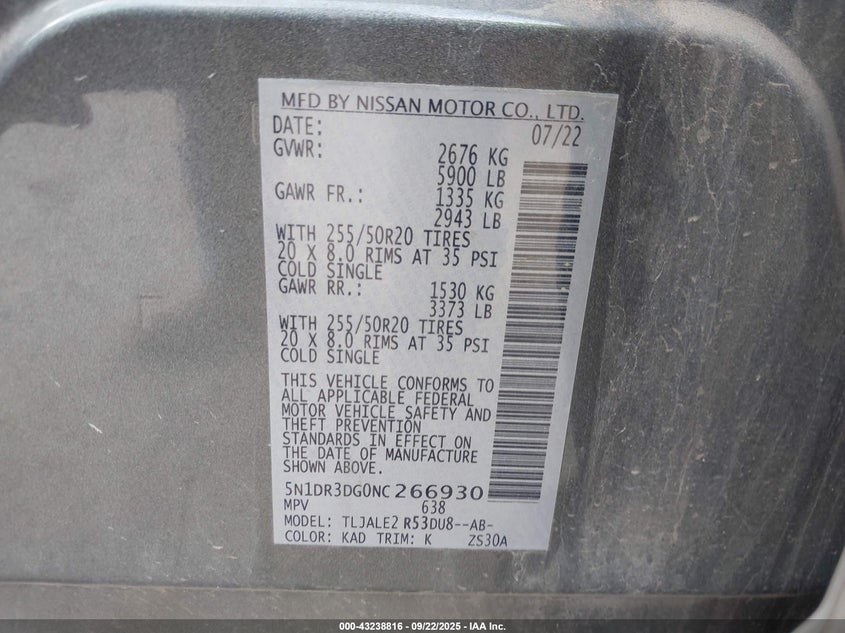 MFD BY NISSAN MOTOR CO., LTD.
DATE: 07/22
GVWR: 2676 KG
5900 LB
GAWR FR.: 1335 KG
2943 LB
WITH 255/50R20 TIRES
20 X 8.0 RIMS AT 35 PSI
COLD SINGLE
GAWR RR.: 1530 KG
3373 LB
WITH 255/50R20 TIRES
20 X 8.0 RIMS AT 35 PSI
COLD SINGLE
THIS VEHICLE CONFORMS TO
ALL APPLICABLE FEDERAL
MOTOR VEHICLE SAFETY AND
THEFT PREVENTION
STANDARDS IN EFFECT ON
THE DATE OF MANUFACTURE
SHOWN ABOVE.
5N1DR3DG0NC266930
MPV 638
MODEL: TLJALE2 R53DU8--AB-
COLOR: KAD TRIM: K ZS30A
000-43238816 - 09/22/2025 - IAA Inc.